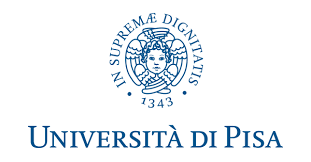 IN SUPREMÆ DIGNITATIS
· 1343 ·
UNIVERSITÀ DI PISA